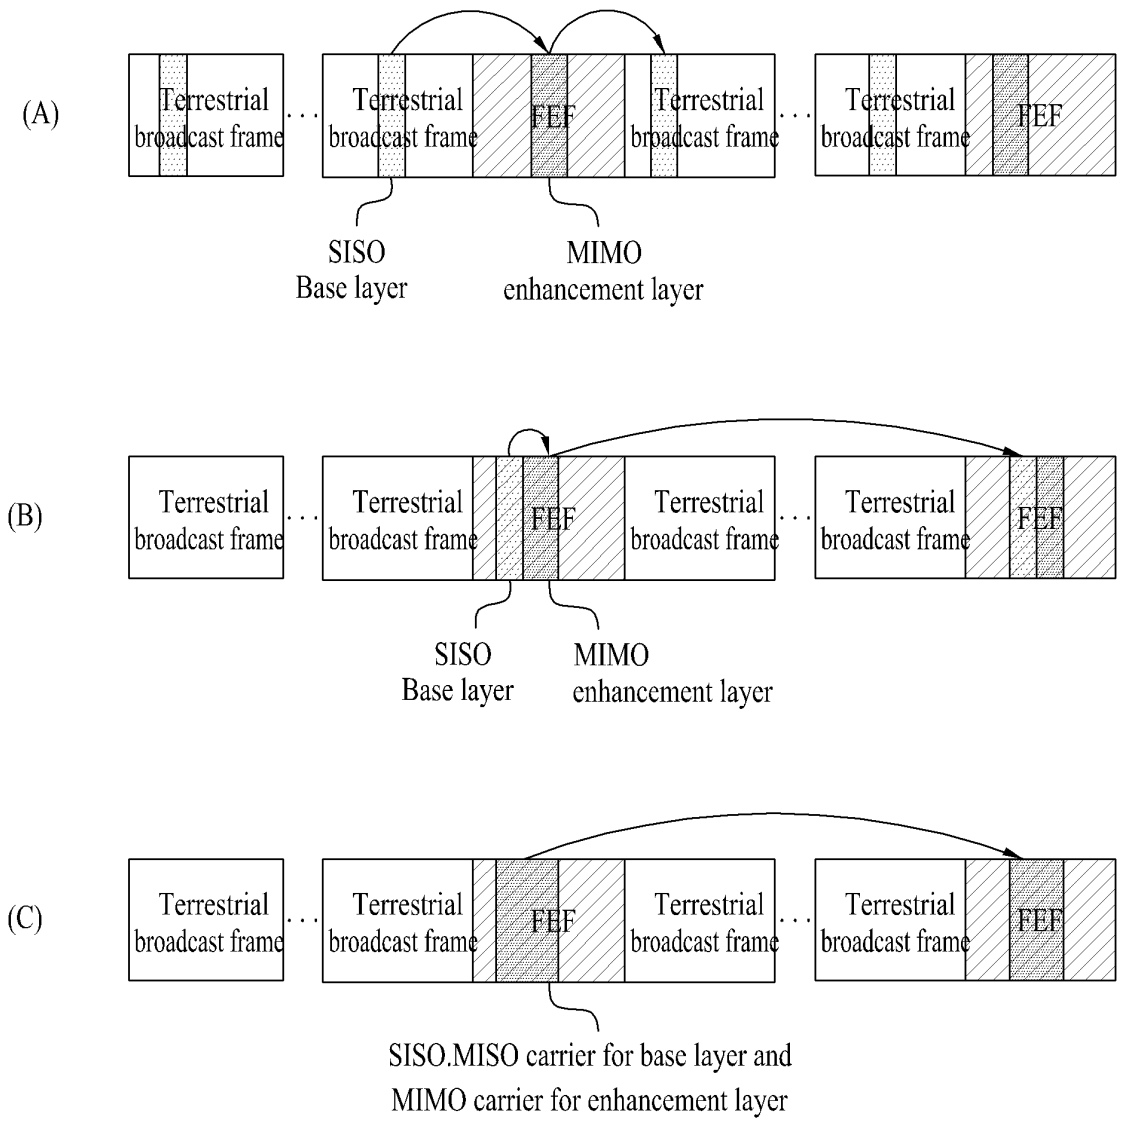 (A)
Terrestrial
broadcast frame
...
Terrestrial
broadcast frame
FEF
Terrestrial
broadcast frame
...
Terrestrial
broadcast frame
FEF
SISO
Base layer
MIMO
enhancement layer
(B)
Terrestrial
broadcast frame
...
Terrestrial
broadcast frame
FEF
Terrestrial
broadcast frame
...
Terrestrial
broadcast frame
FEF
SISO
Base layer
MIMO
enhancement layer
(C)
Terrestrial
broadcast frame
...
Terrestrial
broadcast frame
FEF
Terrestrial
broadcast frame
...
Terrestrial
broadcast frame
FEF
SISO.MISO carrier for base layer and
MIMO carrier for enhancement layer